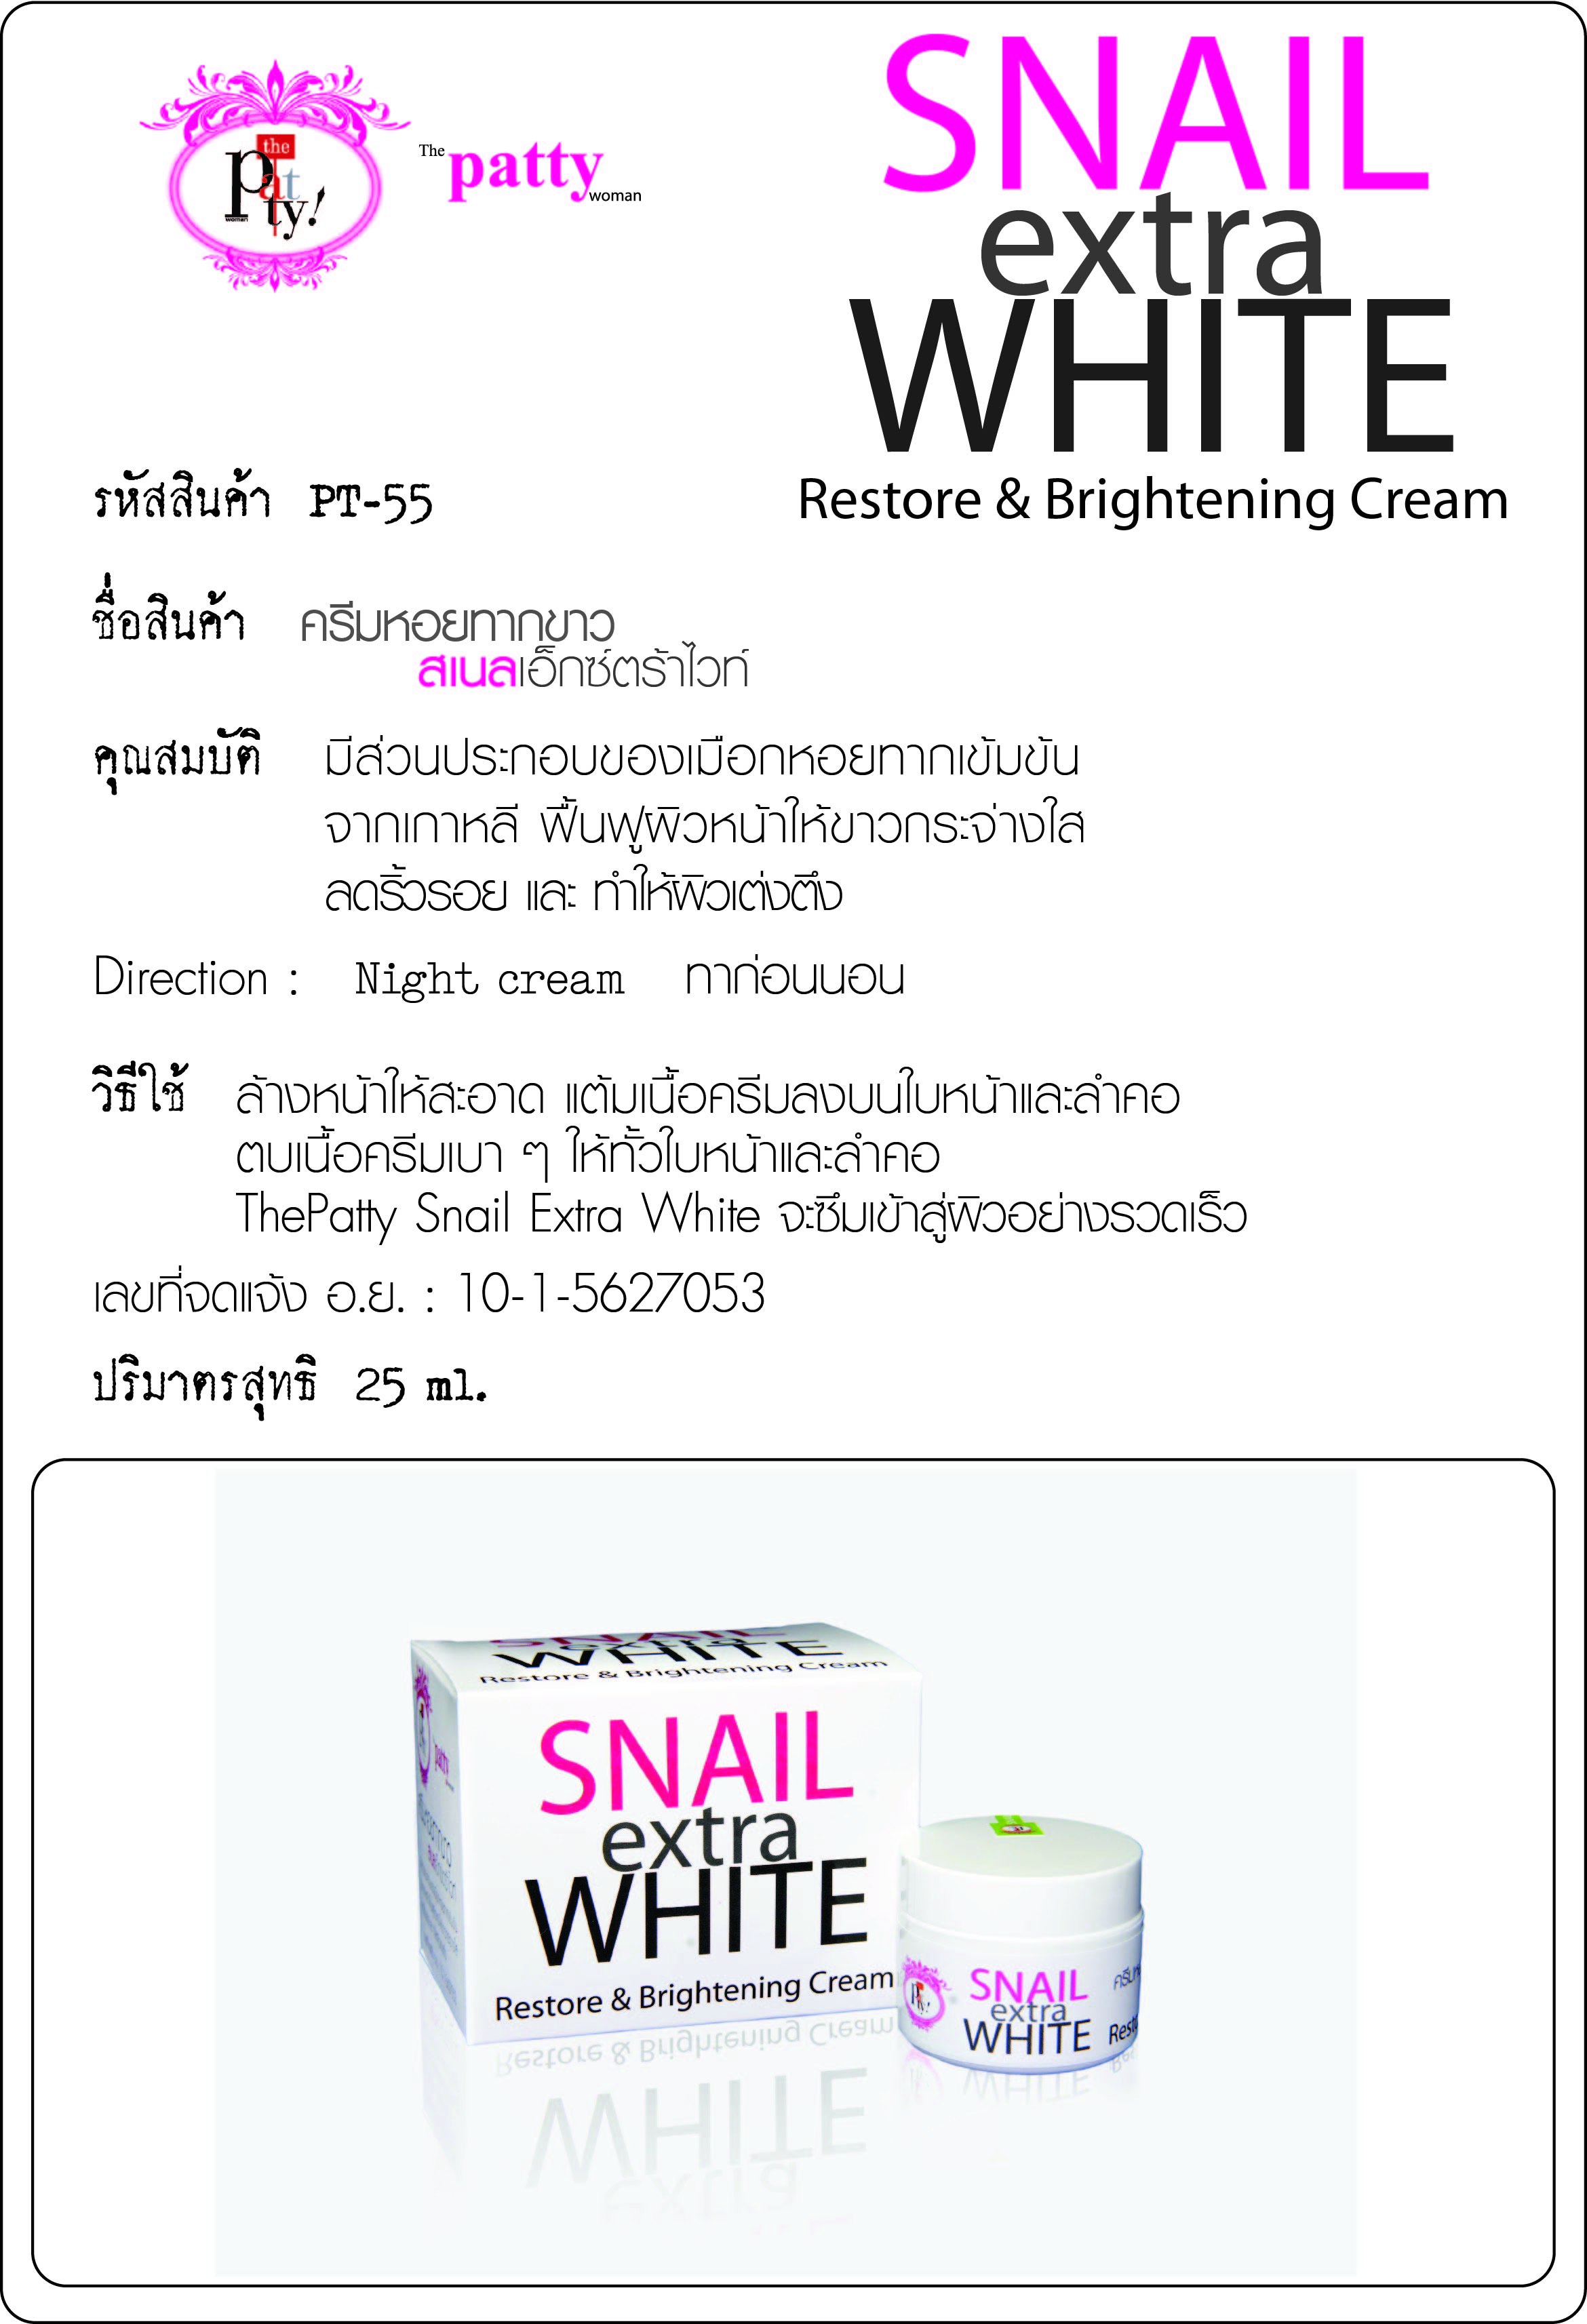 the
patty!
woman
The patty woman
SNAIL
extra
WHITE
Restore & Brightening Cream
รหัสสินค้า PT-55
ชื่อสินค้า ครีมหอยทากขาว
สเนลเอ็กซ์ตร้าไวท์
คุณสมบัติ มีส่วนประกอบของเมือกหอยทากเข้มข้น
จากเกาหลี ฟื้นฟูผิวหน้าให้ขาวกระจ่างใส
ลดริ้วรอย และ ทำให้ผิวเต่งตึง
Direction : Night cream ทาก่อนนอน
วิธีใช้ ล้างหน้าให้สะอาด แต้มเนื้อครีมลงบนใบหน้าและลำคอ
ตบเนื้อครีมเบา ๆ ให้ทั่วใบหน้าและลำคอ
ThePatty Snail Extra White จะซึมเข้าสู่ผิวอย่างรวดเร็ว
เลขที่จดแจ้ง อ.ย. : 10-1-5627053
ปริมาตรสุทธิ 25 ml.
SNAIL
extra
WHITE
Restore & Brightening Cream
patty
SNAIL
extra
WHITE
Restore & Brightening Cream
SNAIL
extra
WHITE